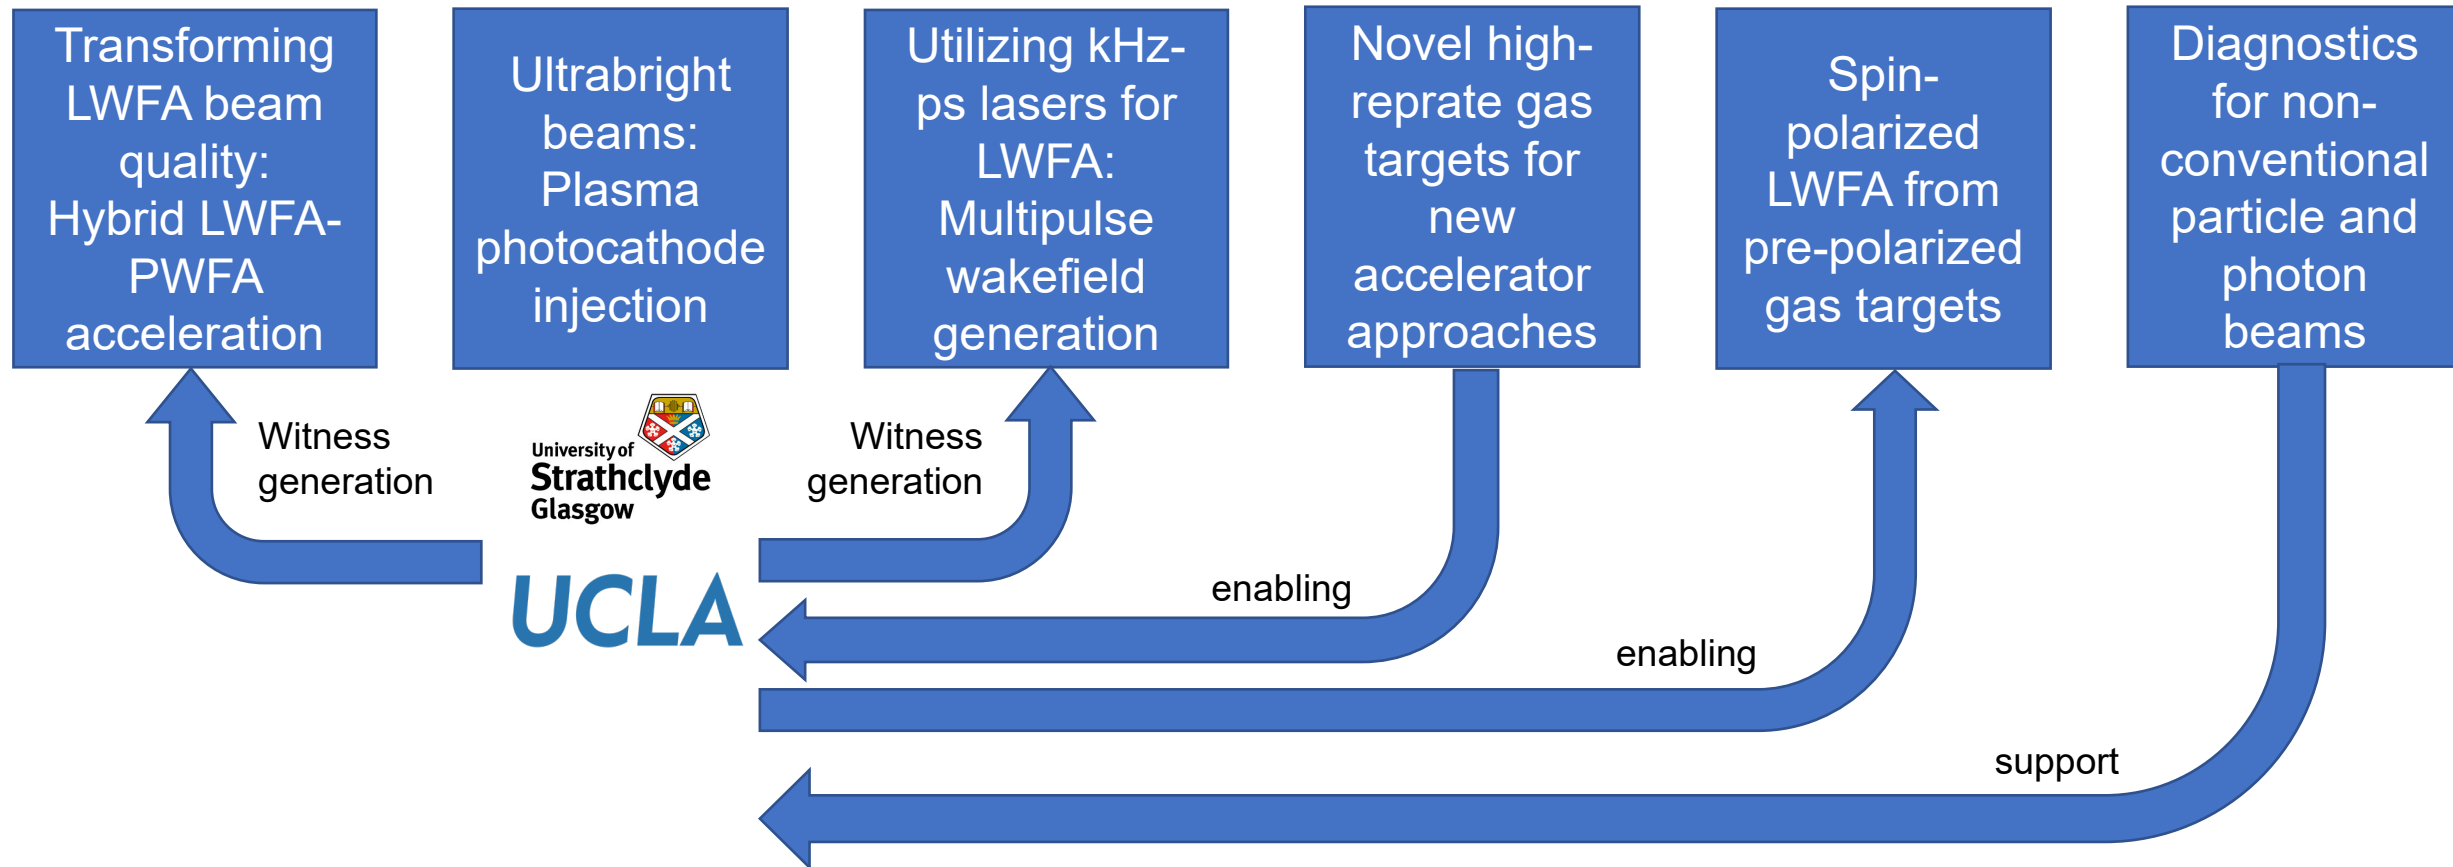 Transforming
LWFA beam
quality:
Hybrid LWFA-
PWFA
acceleration
Ultrabright
beams:
Plasma
photocathode
injection
Utilizing kHz-
ps lasers for
LWFA:
Multipulse
wakefield
generation
Novel high-
reprate gas
targets for
new
accelerator
approaches
Spin-
polarized
LWFA from
pre-polarized
gas targets
Diagnostics
for non-
conventional
particle and
photon
beams
Witness
generation
University of
Strathclyde
Glasgow
Witness
generation
UCLA
enabling
enabling
support